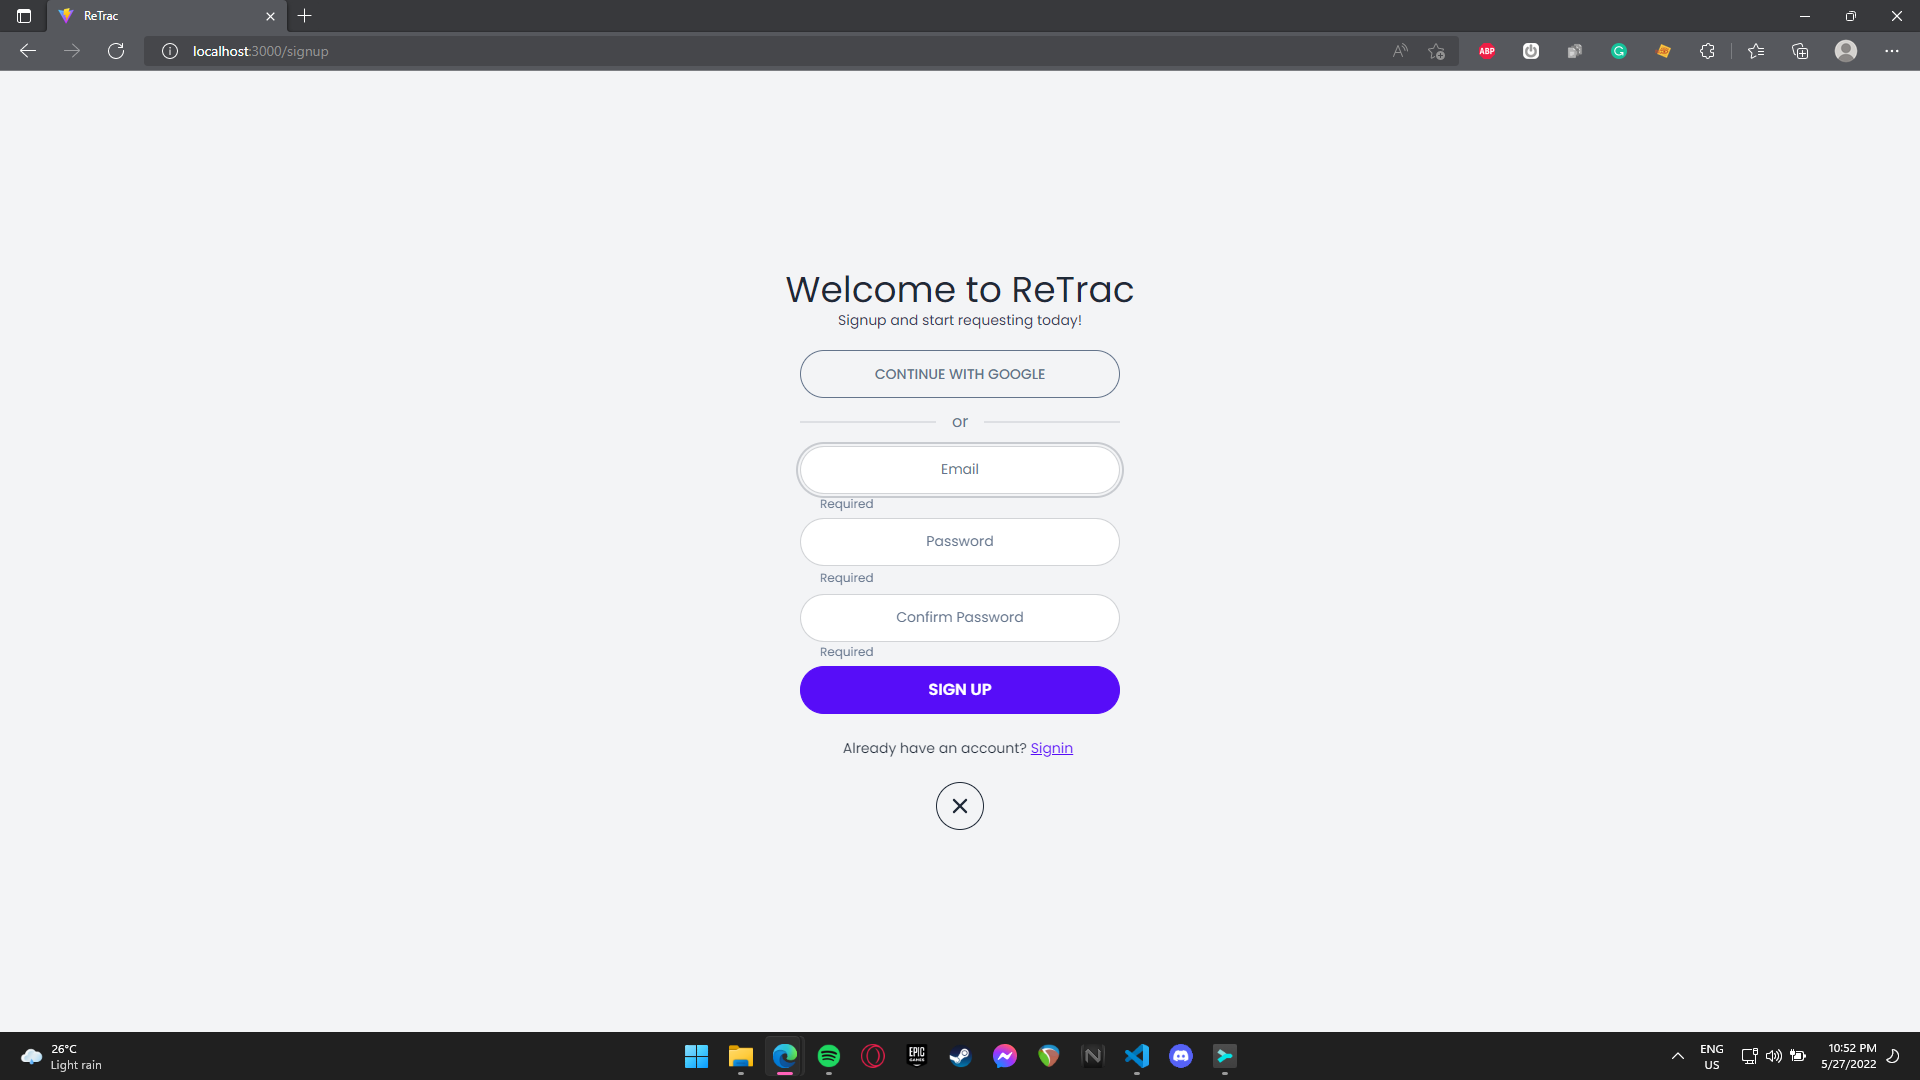 ReTrac
localhost:3000/signup
ABP
Welcome to ReTrac
Signup and start requesting today!
CONTINUE WITH GOOGLE
or
Email
Required
Password
Required
Confirm Password
Required
SIGN UP
Already have an account? Signin
26°C
Light rain
EPIC
GAMES
ENG
US
10:52 PM
5/27/2022